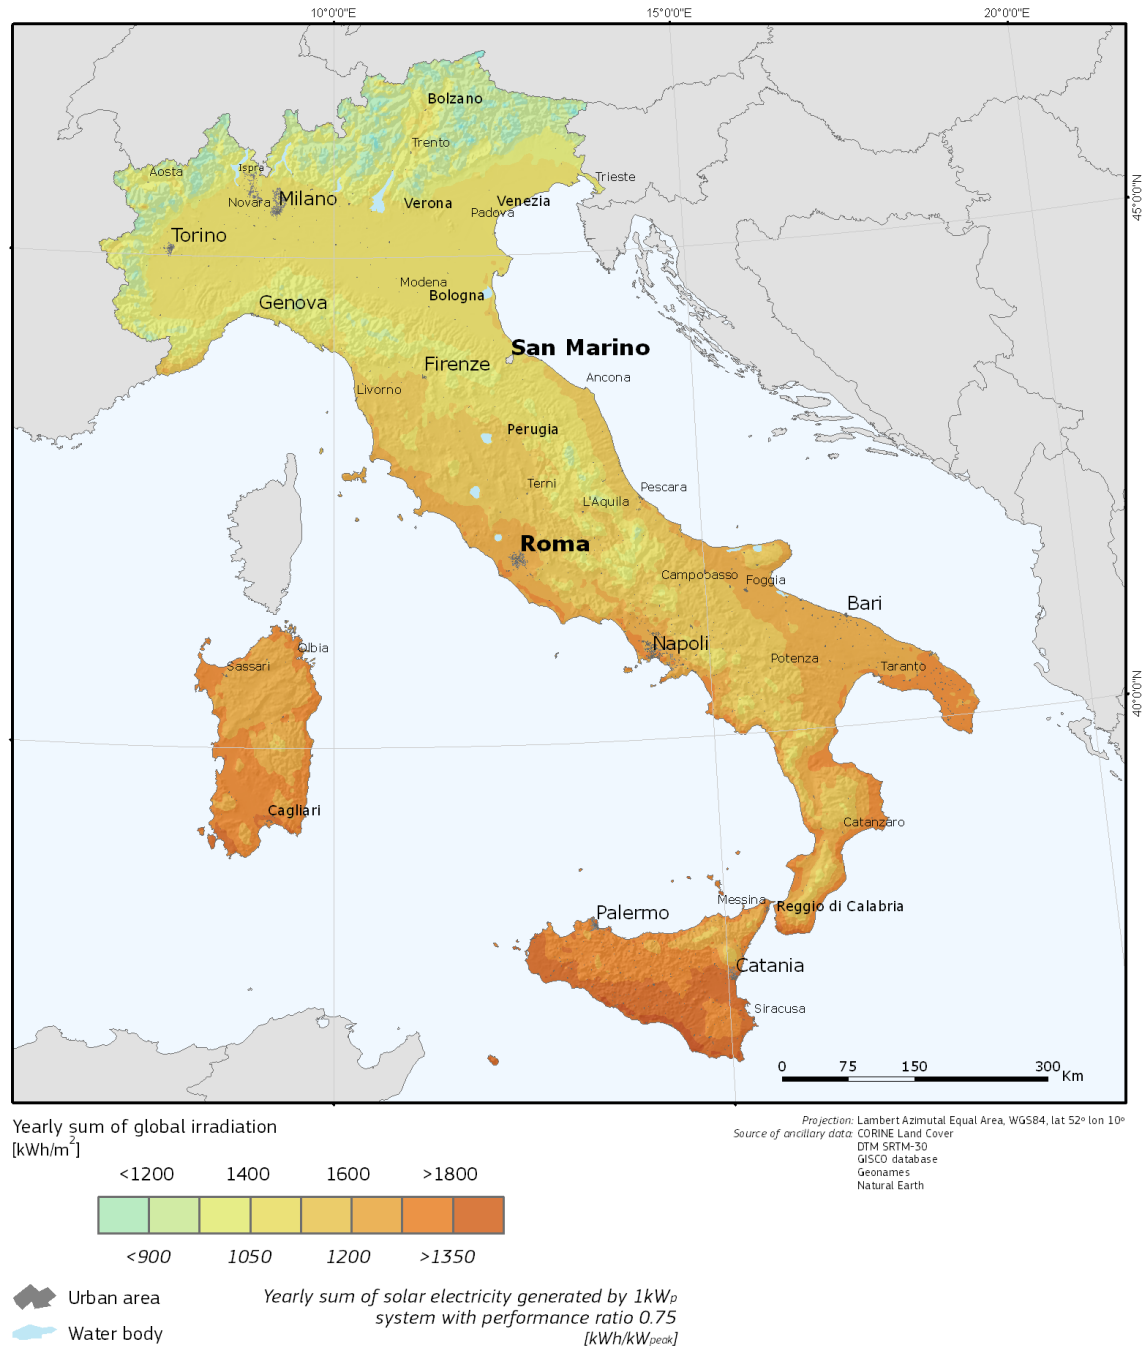 10°0'0"E
15°0'0"E
20°0'0"E
45°0'0"N
40°0'0"N
Bolzano
Trento
Aosta
Ispra
Trieste
Novara
Milano
Verona
Venezia
Padova
Torino
Modena
Bologna
Genova
San Marino
Firenze
Ancona
Livorno
Perugia
Terni
Pescara
L'Aquila
Roma
Campobasso
Foggia
Bari
Napoli
Olbia
Sassari
Potenza
Taranto
Cagliari
Catanzaro
Messina
Reggio di Calabria
Palermo
Catania
Siracusa
0 75 150 300 Km
Yearly sum of global irradiation
[kWh/m2]
<1200 1400 1600 >1800
<900 1050 1200 >1350
Urban area
Water body
Yearly sum of solar electricity generated by 1kWp
system with performance ratio 0.75
[kWh/kWpeak]
Projection: Lambert Azimutal Equal Area, WGS84, lat 52º lon 10º
Source of ancillary data: CORINE Land Cover
DTM SRTM-30
GISCO database
Geonames
Natural Earth